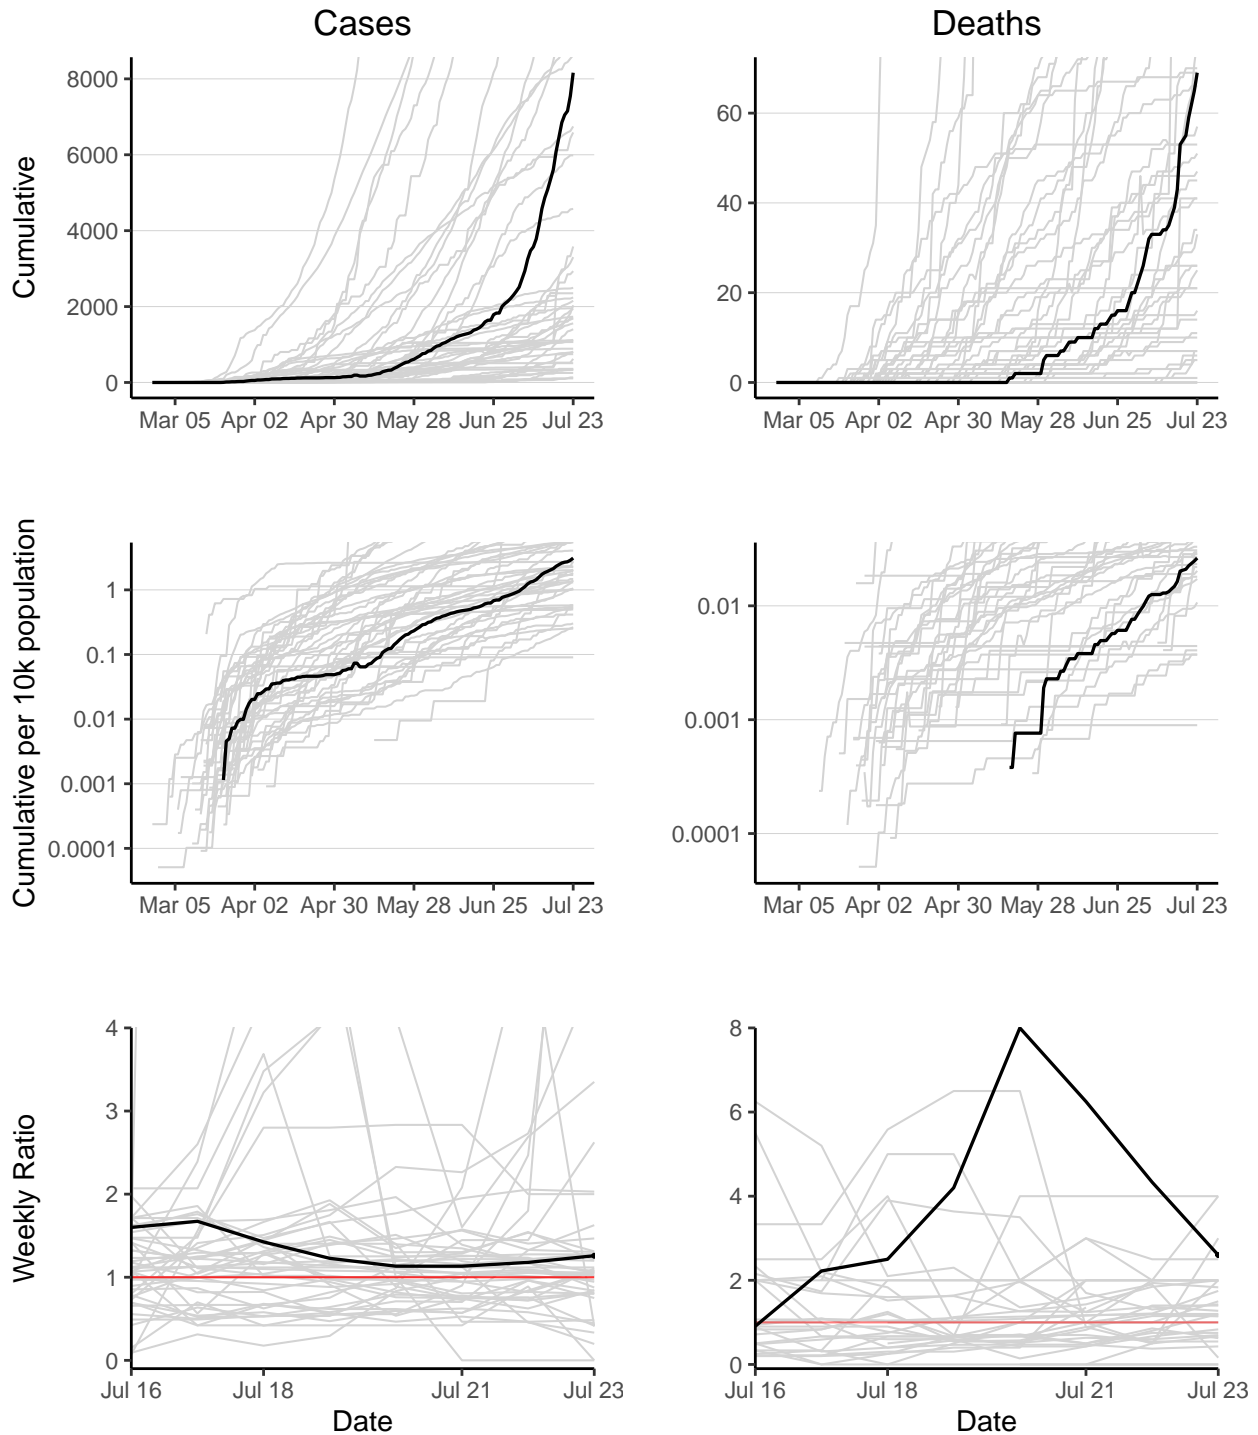 Cases
Deaths
Cumulative
8000
6000
4000
2000
0
Mar 05 Apr 02 Apr 30 May 28 Jun 25 Jul 23
60
40
20
0
Mar 05 Apr 02 Apr 30 May 28 Jun 25 Jul 23
Cumulative per 10k population
1
0.1
0.01
0.001
0.0001
Mar 05 Apr 02 Apr 30 May 28 Jun 25 Jul 23
0.01
0.001
0.0001
Mar 05 Apr 02 Apr 30 May 28 Jun 25 Jul 23
Weekly Ratio
4
3
2
1
0
Jul 16 Jul 18 Jul 21 Jul 23
Date
8
6
4
2
0
Jul 16 Jul 18 Jul 21 Jul 23
Date